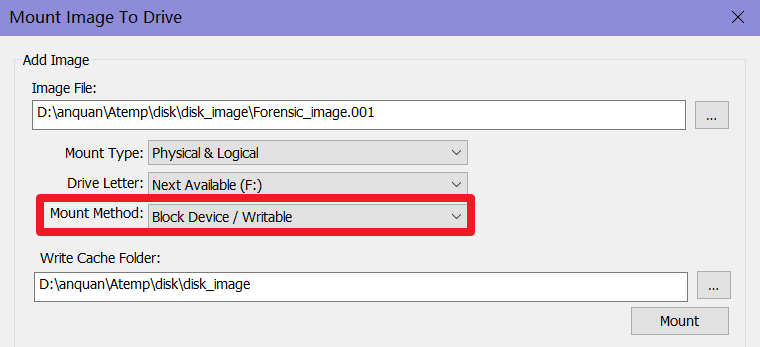 Mount Image To Drive
Add Image
Image File:
D:\anquan\Atemp\disk\disk_image\Forensic_image.001
...
Mount Type: Physical & Logical
Drive Letter: Next Available (F:)
Mount Method: Block Device / Writable
Write Cache Folder:
D:\anquan\Atemp\disk\disk_image
...
Mount